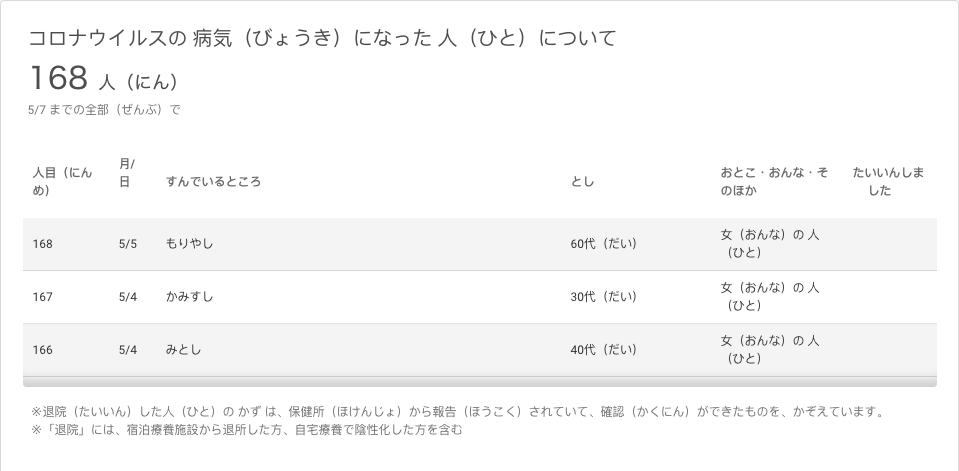 コロナウイルスの 病気（びょうき）になった 人（ひと）について
168 人（にん）
5/7 までの全部（ぜんぶ）で
人目（にんめ） 月/日 すんでいるところ とし おとこ・おんな・そのほか たいいんしました
168 5/5 もりやし 60代（だい） 女（おんな）の 人（ひと）
167 5/4 かみすし 30代（だい） 女（おんな）の 人（ひと）
166 5/4 みとし 40代（だい） 女（おんな）の 人（ひと）
※退院（たいいん）した人（ひと）の かず は、保健所（ほけんじょ）から報告（ほうこく）されていて、確認（かくにん）ができたものを、かぞえています。
※「退院」には、宿泊療養施設から退所した方、自宅療養で陰性化した方を含む